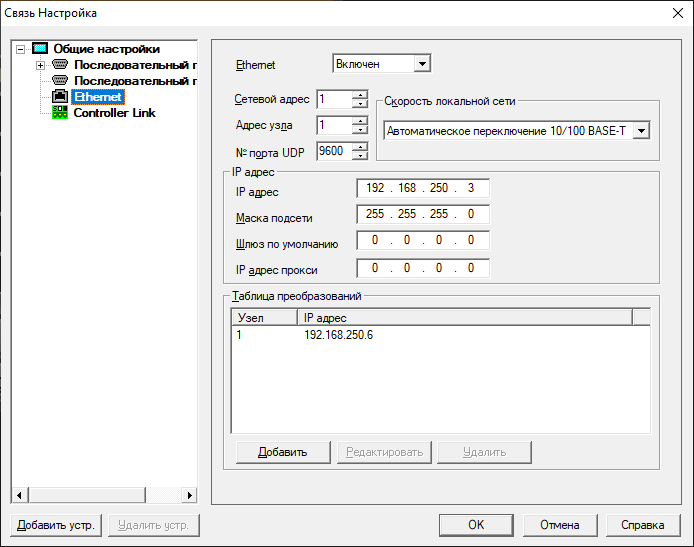 Связь Настройка
Общие настройки
Последовательный г
Последовательный г
Ethernet
Controller Link
Добавить устр.
Удалить устр.
Ethernet
Включен
Сетевой адрес
1
Адрес узла
1
№ порта UDP
9600
Скорость локальной сети
Автоматическое переключение 10/100 BASE-T
IP адрес
IP адрес
192 . 168 . 250 . 3
Маска подсети
255 . 255 . 255 . 0
Шлюз по умолчанию
0 . 0 . 0 . 0
IP адрес прокси
0 . 0 . 0 . 0
Таблица преобразований
Узел IP адрес
1 192.168.250.6
Добавить
Редактировать
Удалить
OK
Отмена
Справка